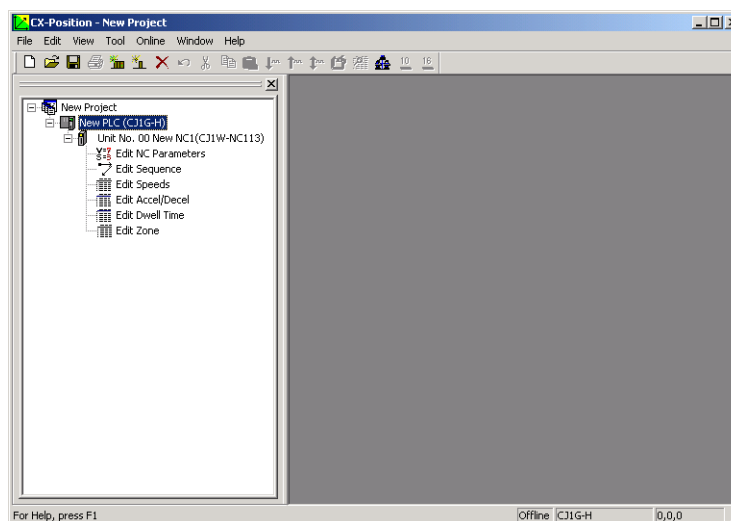 CX-Position - New Project
File Edit View Tool Online Window Help
10 16
New Project
New PLC (CJ1G-H)
Unit No. 00 New NC1(CJ1W-NC113)
Edit NC Parameters
Edit Sequence
Edit Speeds
Edit Accel/Decel
Edit Dwell Time
Edit Zone
For Help, press F1 Offline CJ1G-H 0,0,0